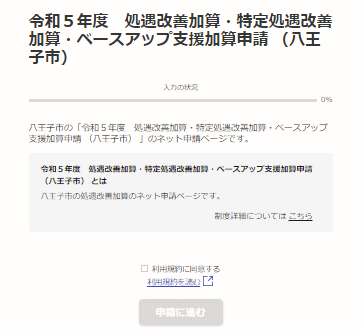 令和５年度　処遇改善加算・特定処遇改善
加算・ベースアップ支援加算申請 （八王
子市）
入力の状況
0%
八王子市の「令和５年度　処遇改善加算・特定処遇改善加算・ベースアップ
支援加算申請 （八王子市） 」のネット申請ページです。
令和５年度　処遇改善加算・特定処遇改善加算・ベースアップ支援加算申請
（八王子市） とは
八王子市の処遇改善加算のネット申請ページです。
制度詳細については こちら
利用規約に同意する
利用規約を読む
申請に進む